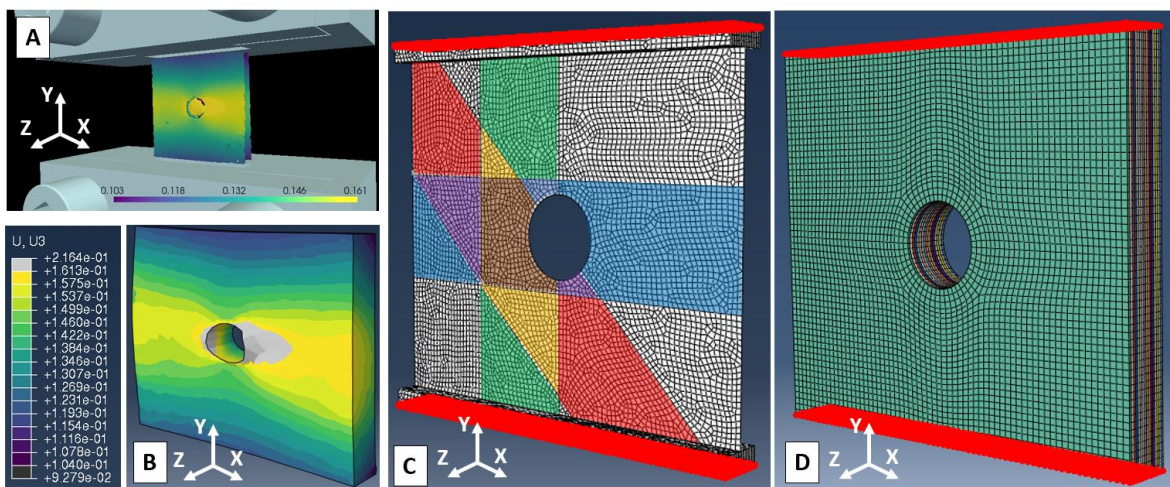 A
Y
Z
X
0.103 0.118 0.132 0.146 0.161
U, U3
+2.164e-01
+1.613e-01
+1.575e-01
+1.537e-01
+1.499e-01
+1.460e-01
+1.422e-01
+1.384e-01
+1.346e-01
+1.307e-01
+1.269e-01
+1.231e-01
+1.193e-01
+1.154e-01
+1.116e-01
+1.078e-01
+1.040e-01
+9.279e-02
B
Y
Z
X
C
Y
Z
X
D
Y
Z
X